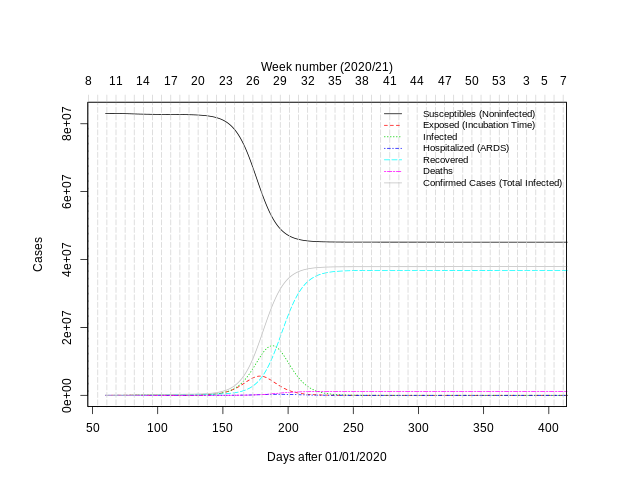 Week number (2020/21)
8 11 14 17 20 23 26 29 32 35 38 41 44 47 50 53 3 5 7
Susceptibles (Noninfected)
Exposed (Incubation Time)
Infected
Hospitalized (ARDS)
Recovered
Deaths
Confirmed Cases (Total Infected)
Cases
8e+07
6e+07
4e+07
2e+07
0e+00
50 100 150 200 250 300 350 400
Days after 01/01/2020